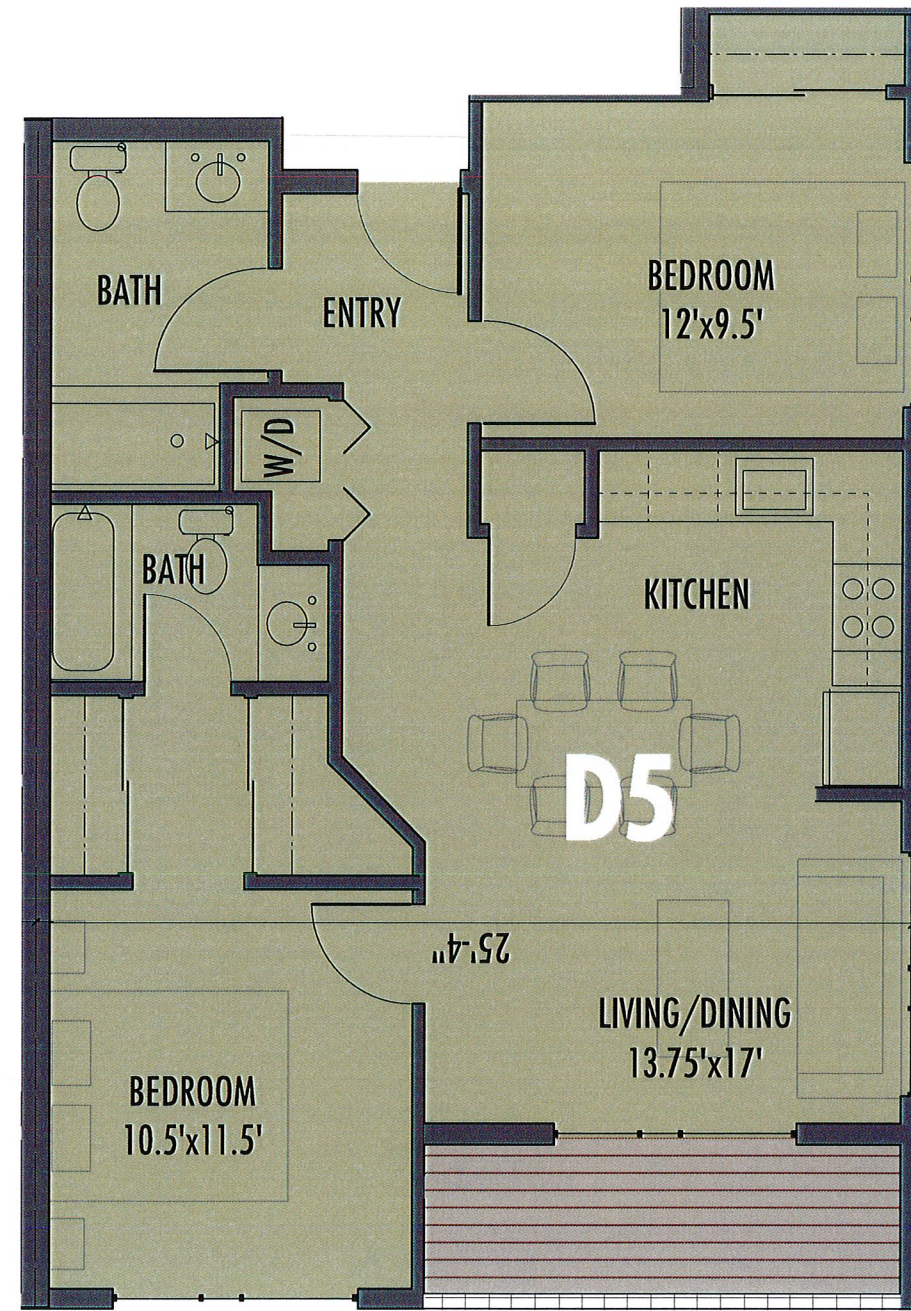 BATH
ENTRY
BEDROOM
12'x9.5'
W/D
BATH
KITCHEN
D5
25'-4"
LIVING/DINING
13.75'x17'
BEDROOM
10.5'x11.5'